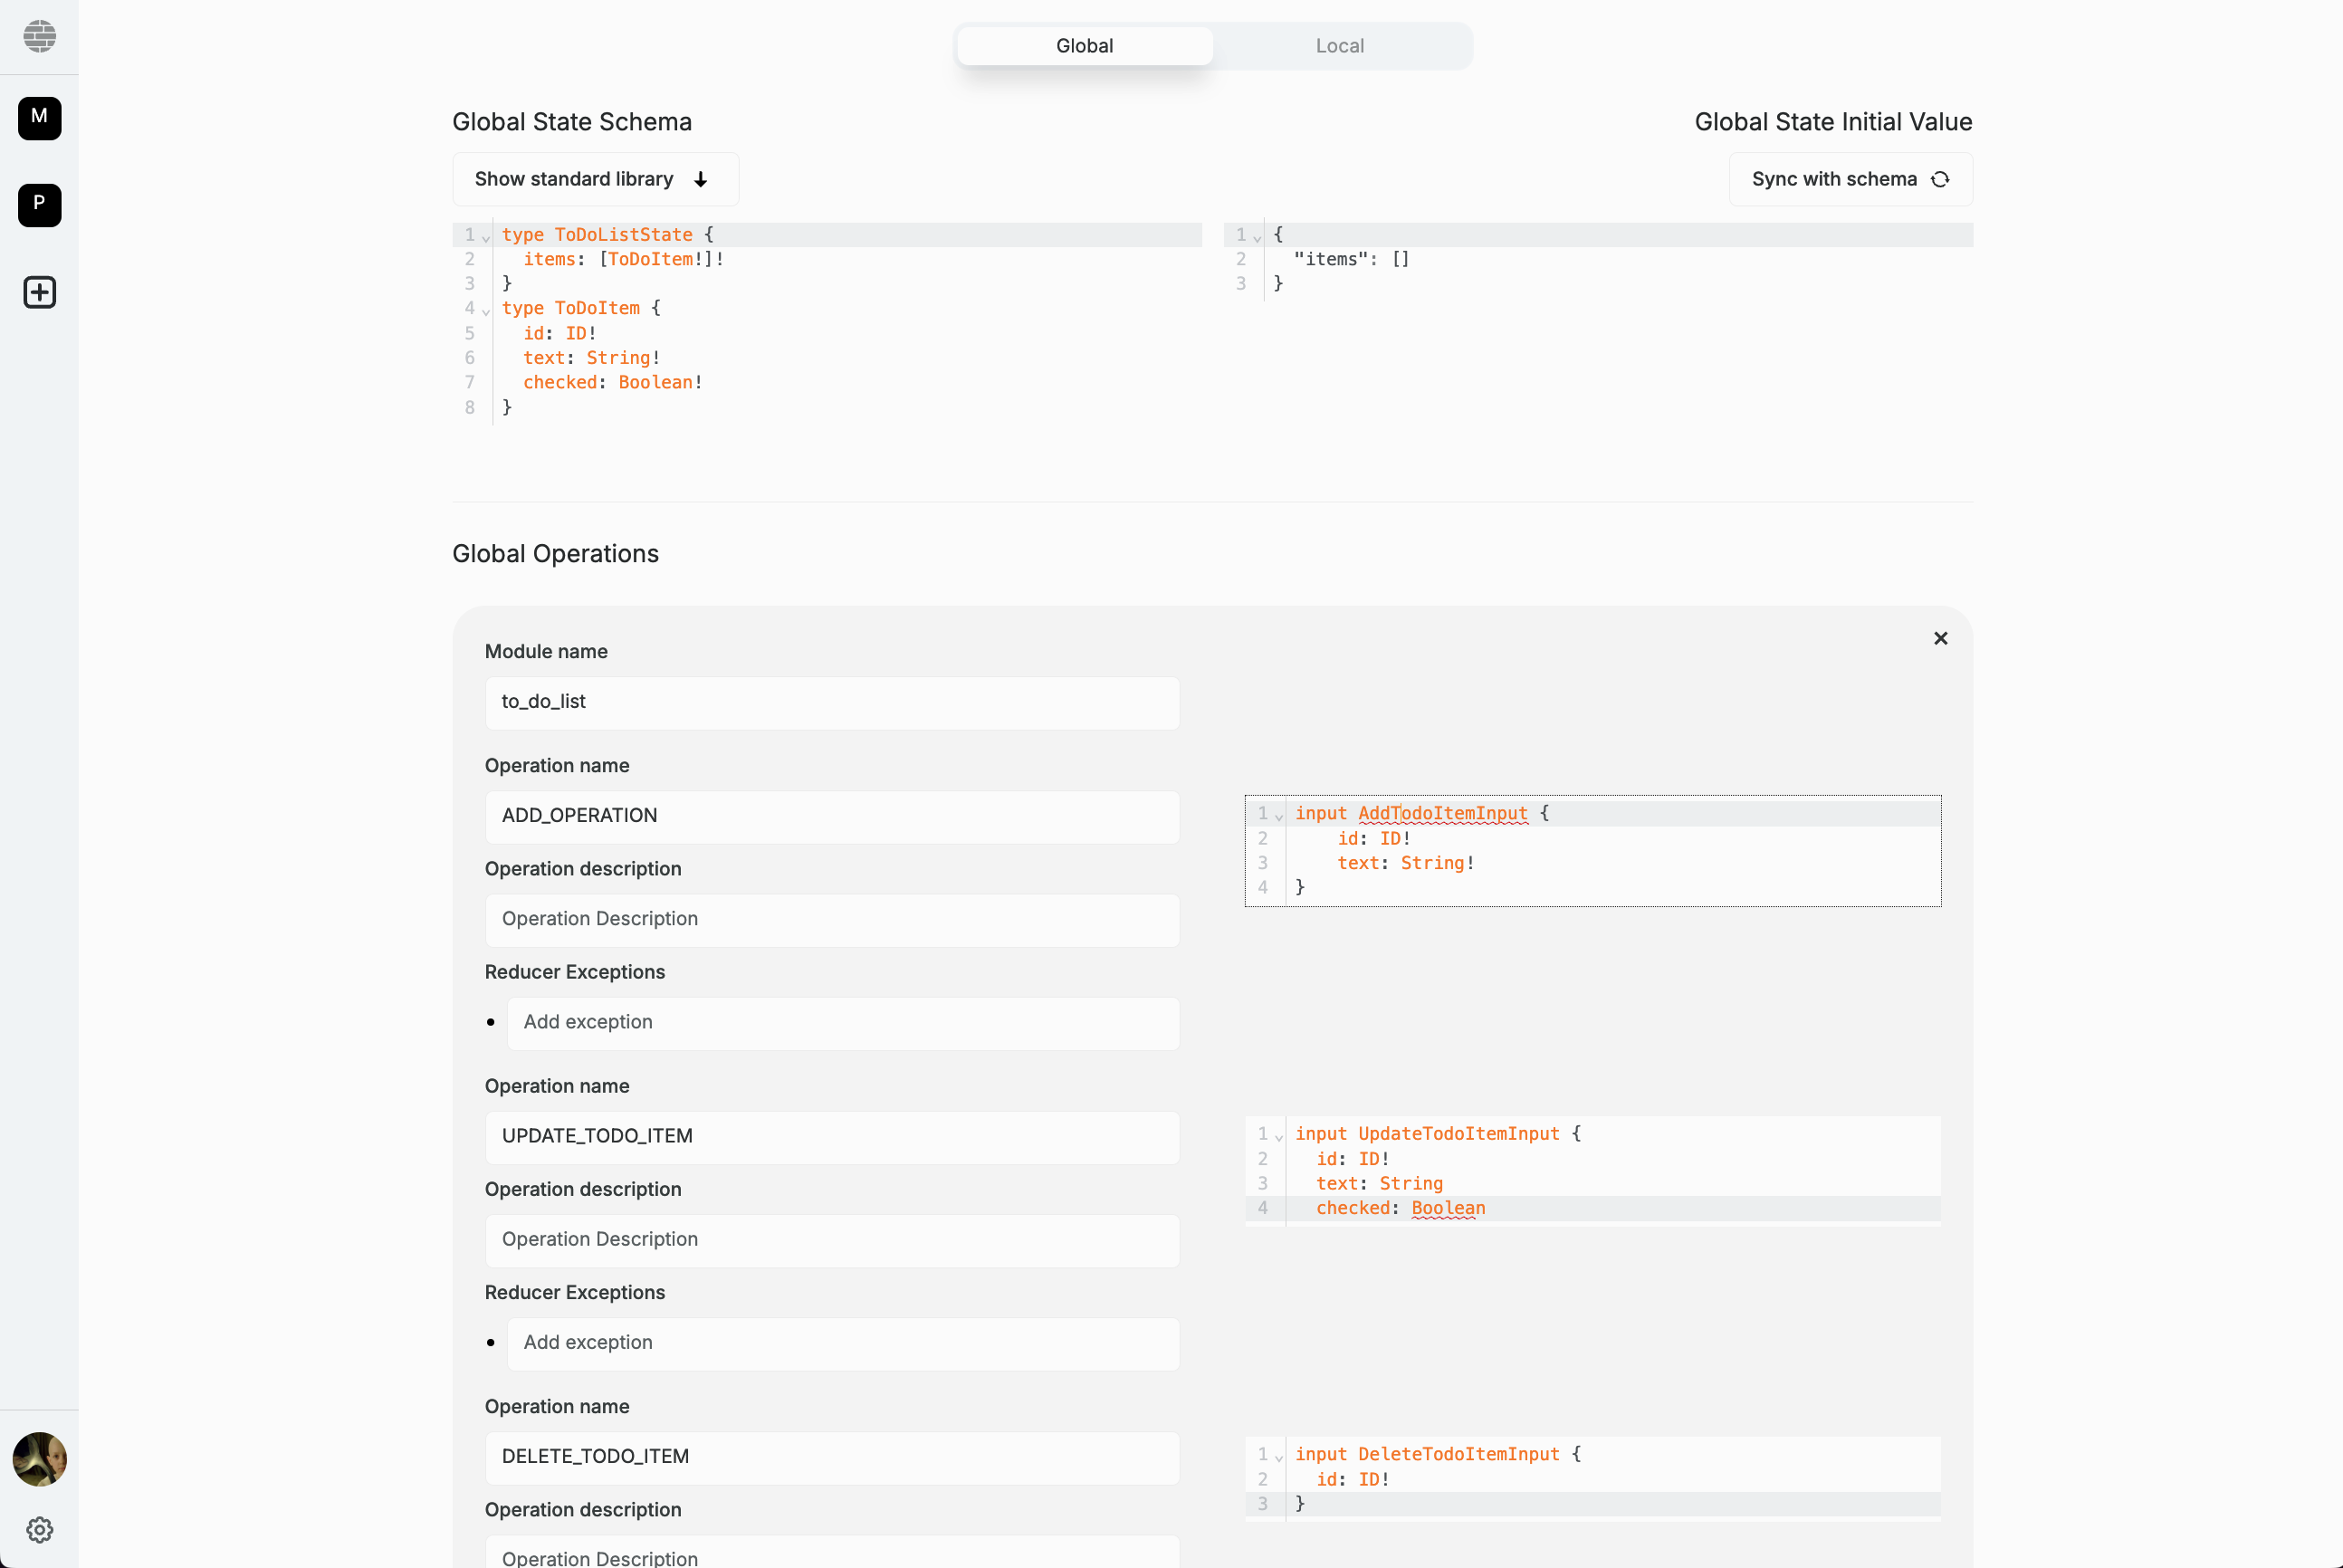 Global
Local
M
P
Global State Schema
Global State Initial Value
Show standard library
Sync with schema
1 type ToDoListState {
2 items: [ToDoItem!]!
3 }
4 type ToDoItem {
5 id: ID!
6 text: String!
7 checked: Boolean!
8 }
1 {
2 "items": []
3 }
Global Operations
Module name
to_do_list
Operation name
ADD_OPERATION
1 input AddTodoItemInput {
2 id: ID!
3 text: String!
4 }
Operation description
Operation Description
Reducer Exceptions
Add exception
Operation name
UPDATE_TODO_ITEM
1 input UpdateTodoItemInput {
2 id: ID!
3 text: String
4 checked: Boolean
Operation description
Operation Description
Reducer Exceptions
Add exception
Operation name
DELETE_TODO_ITEM
1 input DeleteTodoItemInput {
2 id: ID!
3 }
Operation description
Operation Description